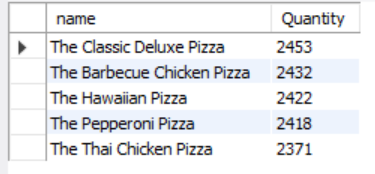 name Quantity
The Classic Deluxe Pizza 2453
The Barbecue Chicken Pizza 2432
The Hawaiian Pizza 2422
The Pepperoni Pizza 2418
The Thai Chicken Pizza 2371